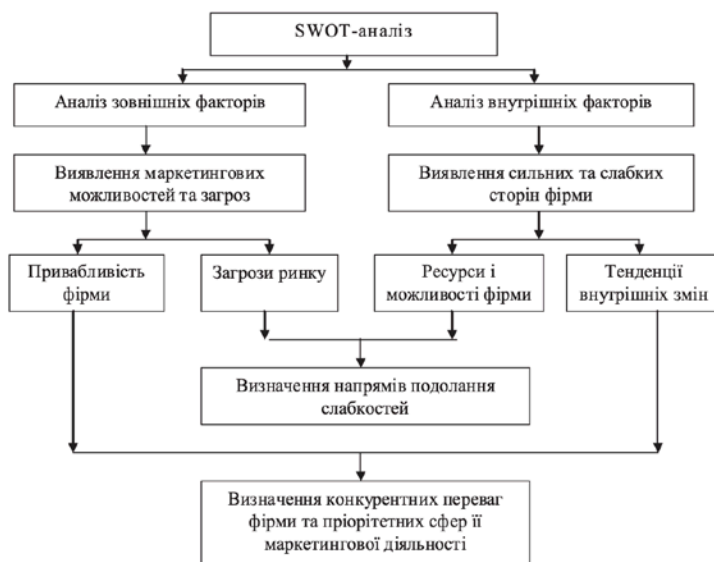 SWOT-аналіз
Аналіз зовнішніх факторів
Аналіз внутрішніх факторів
Виявлення маркетингових
можливостей та загроз
Виявлення сильних та слабких
сторін фірми
Привабливість
фірми
Загрози ринку
Ресурси і
можливості фірми
Тенденції
внутрішніх змін
Визначення напрямів подолання
слабкостей
Визначення конкурентних переваг
фірми та пріорітетних сфер її
маркетингової діяльності